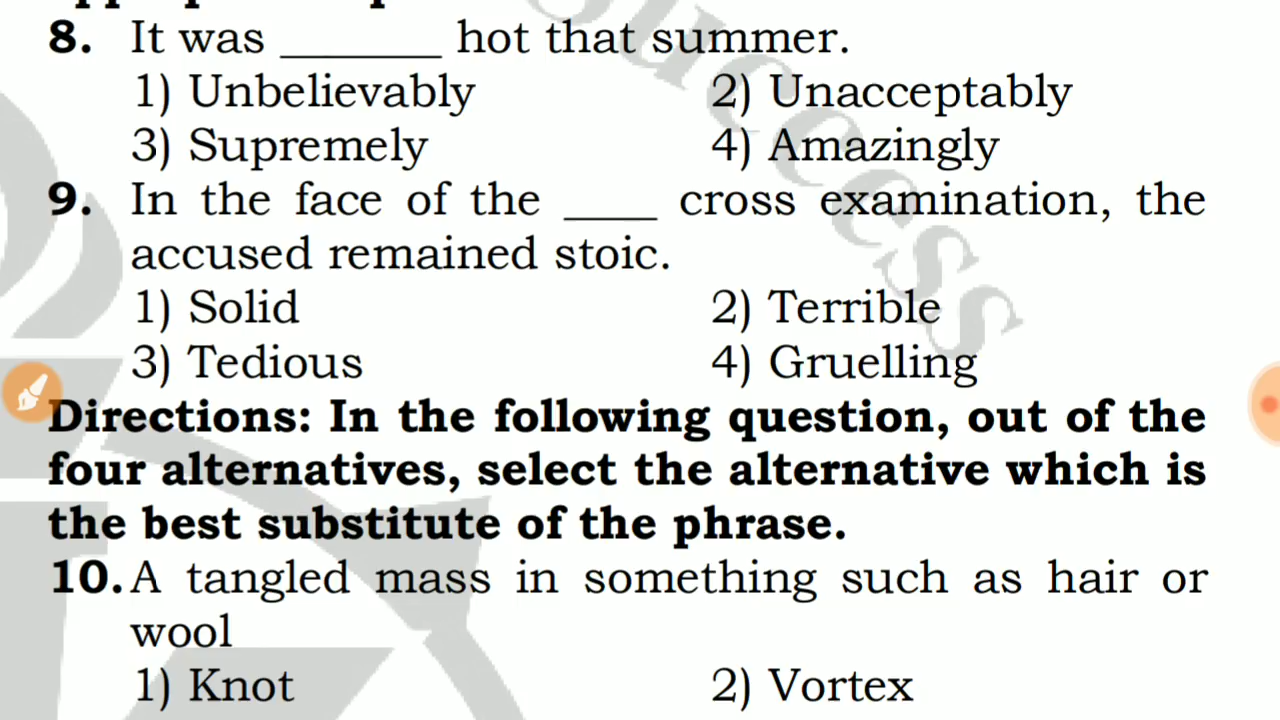 8. It was _______ hot that summer.
1) Unbelievably 2) Unacceptably
3) Supremely 4) Amazingly
9. In the face of the ____ cross examination, the
accused remained stoic.
1) Solid 2) Terrible
3) Tedious 4) Gruelling
Directions: In the following question, out of the
four alternatives, select the alternative which is
the best substitute of the phrase.
10. A tangled mass in something such as hair or
wool
1) Knot 2) Vortex